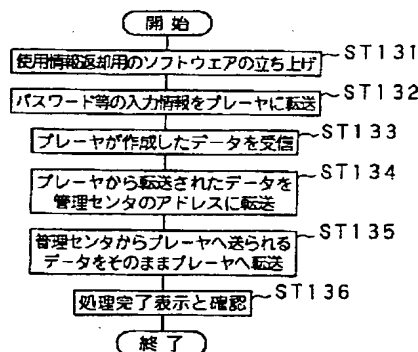 開始
使用情報返却用のソフトウェアの立ち上げ
ST131
パスワード等の入力情報をプレーヤに転送
ST132
プレーヤが作成したデータを受信
ST133
プレーヤから転送されたデータを
管理センタのアドレスに転送
ST134
管理センタからプレーヤへ送られる
データをそのままプレーヤへ転送
ST135
処理完了表示と確認
ST136
終了